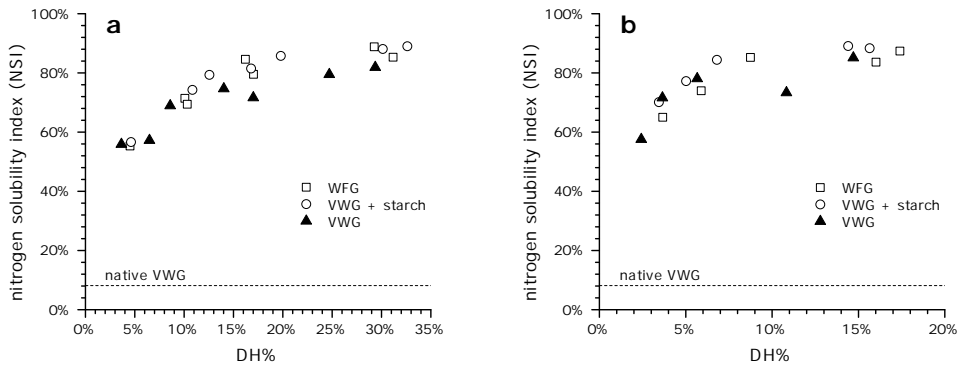 a
nitrogen solubility index (NSI)
100%
80%
60%
40%
20%
0%
WFG
VWG + starch
VWG
native VWG
0% 5% 10% 15% 20% 25% 30% 35%
DH%
b
nitrogen solubility index (NSI)
100%
80%
60%
40%
20%
0%
WFG
VWG + starch
VWG
native VWG
0% 5% 10% 15% 20%
DH%